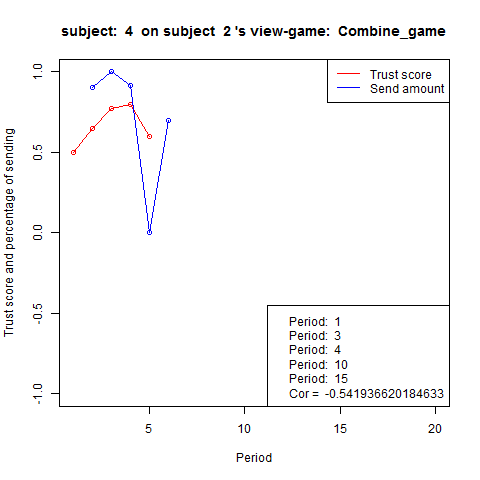 subject: 4 on subject 2 's view-game: Combine_game
Trust score
Send amount
Trust score and percentage of sending
1.0
0.5
0.0
-0.5
-1.0
Period: 1
Period: 3
Period: 4
Period: 10
Period: 15
Cor = -0.541936620184633
5 10 15 20
Period